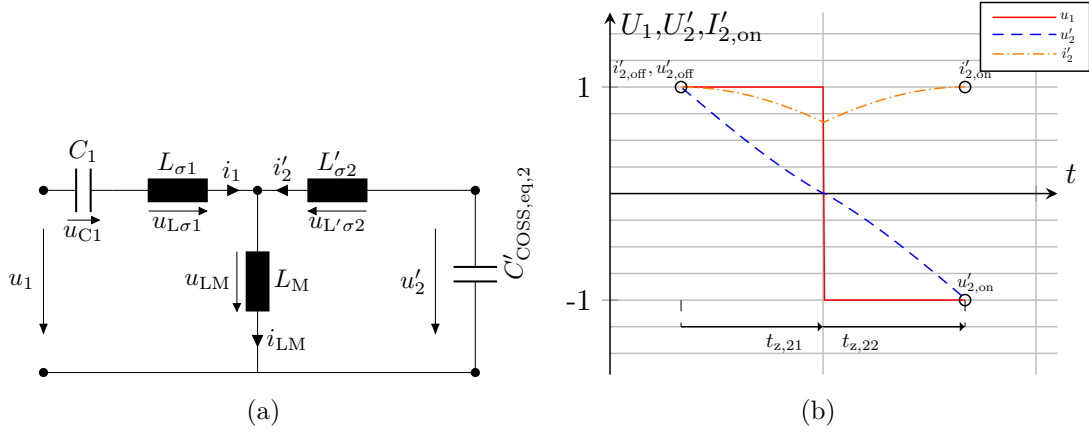 C₁
Lσ1
i₁
i′₂
L′σ2
uC1
uLσ1
uL′σ2
u₁
uLM
LM
u′₂
C′COSS,eq,2
iLM
(a)
U₁,U′₂,I′2,on
u₁
u′₂
i′₂
i′2,off, u′2,off
i′2,on
1
t
u′2,on
-1
tz,21
tz,22
(b)